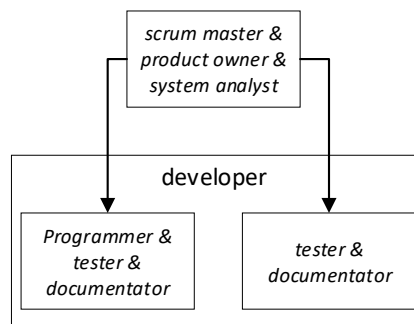 scrum master &
product owner &
system analyst
developer
Programmer &
tester &
documentator
tester &
documentator